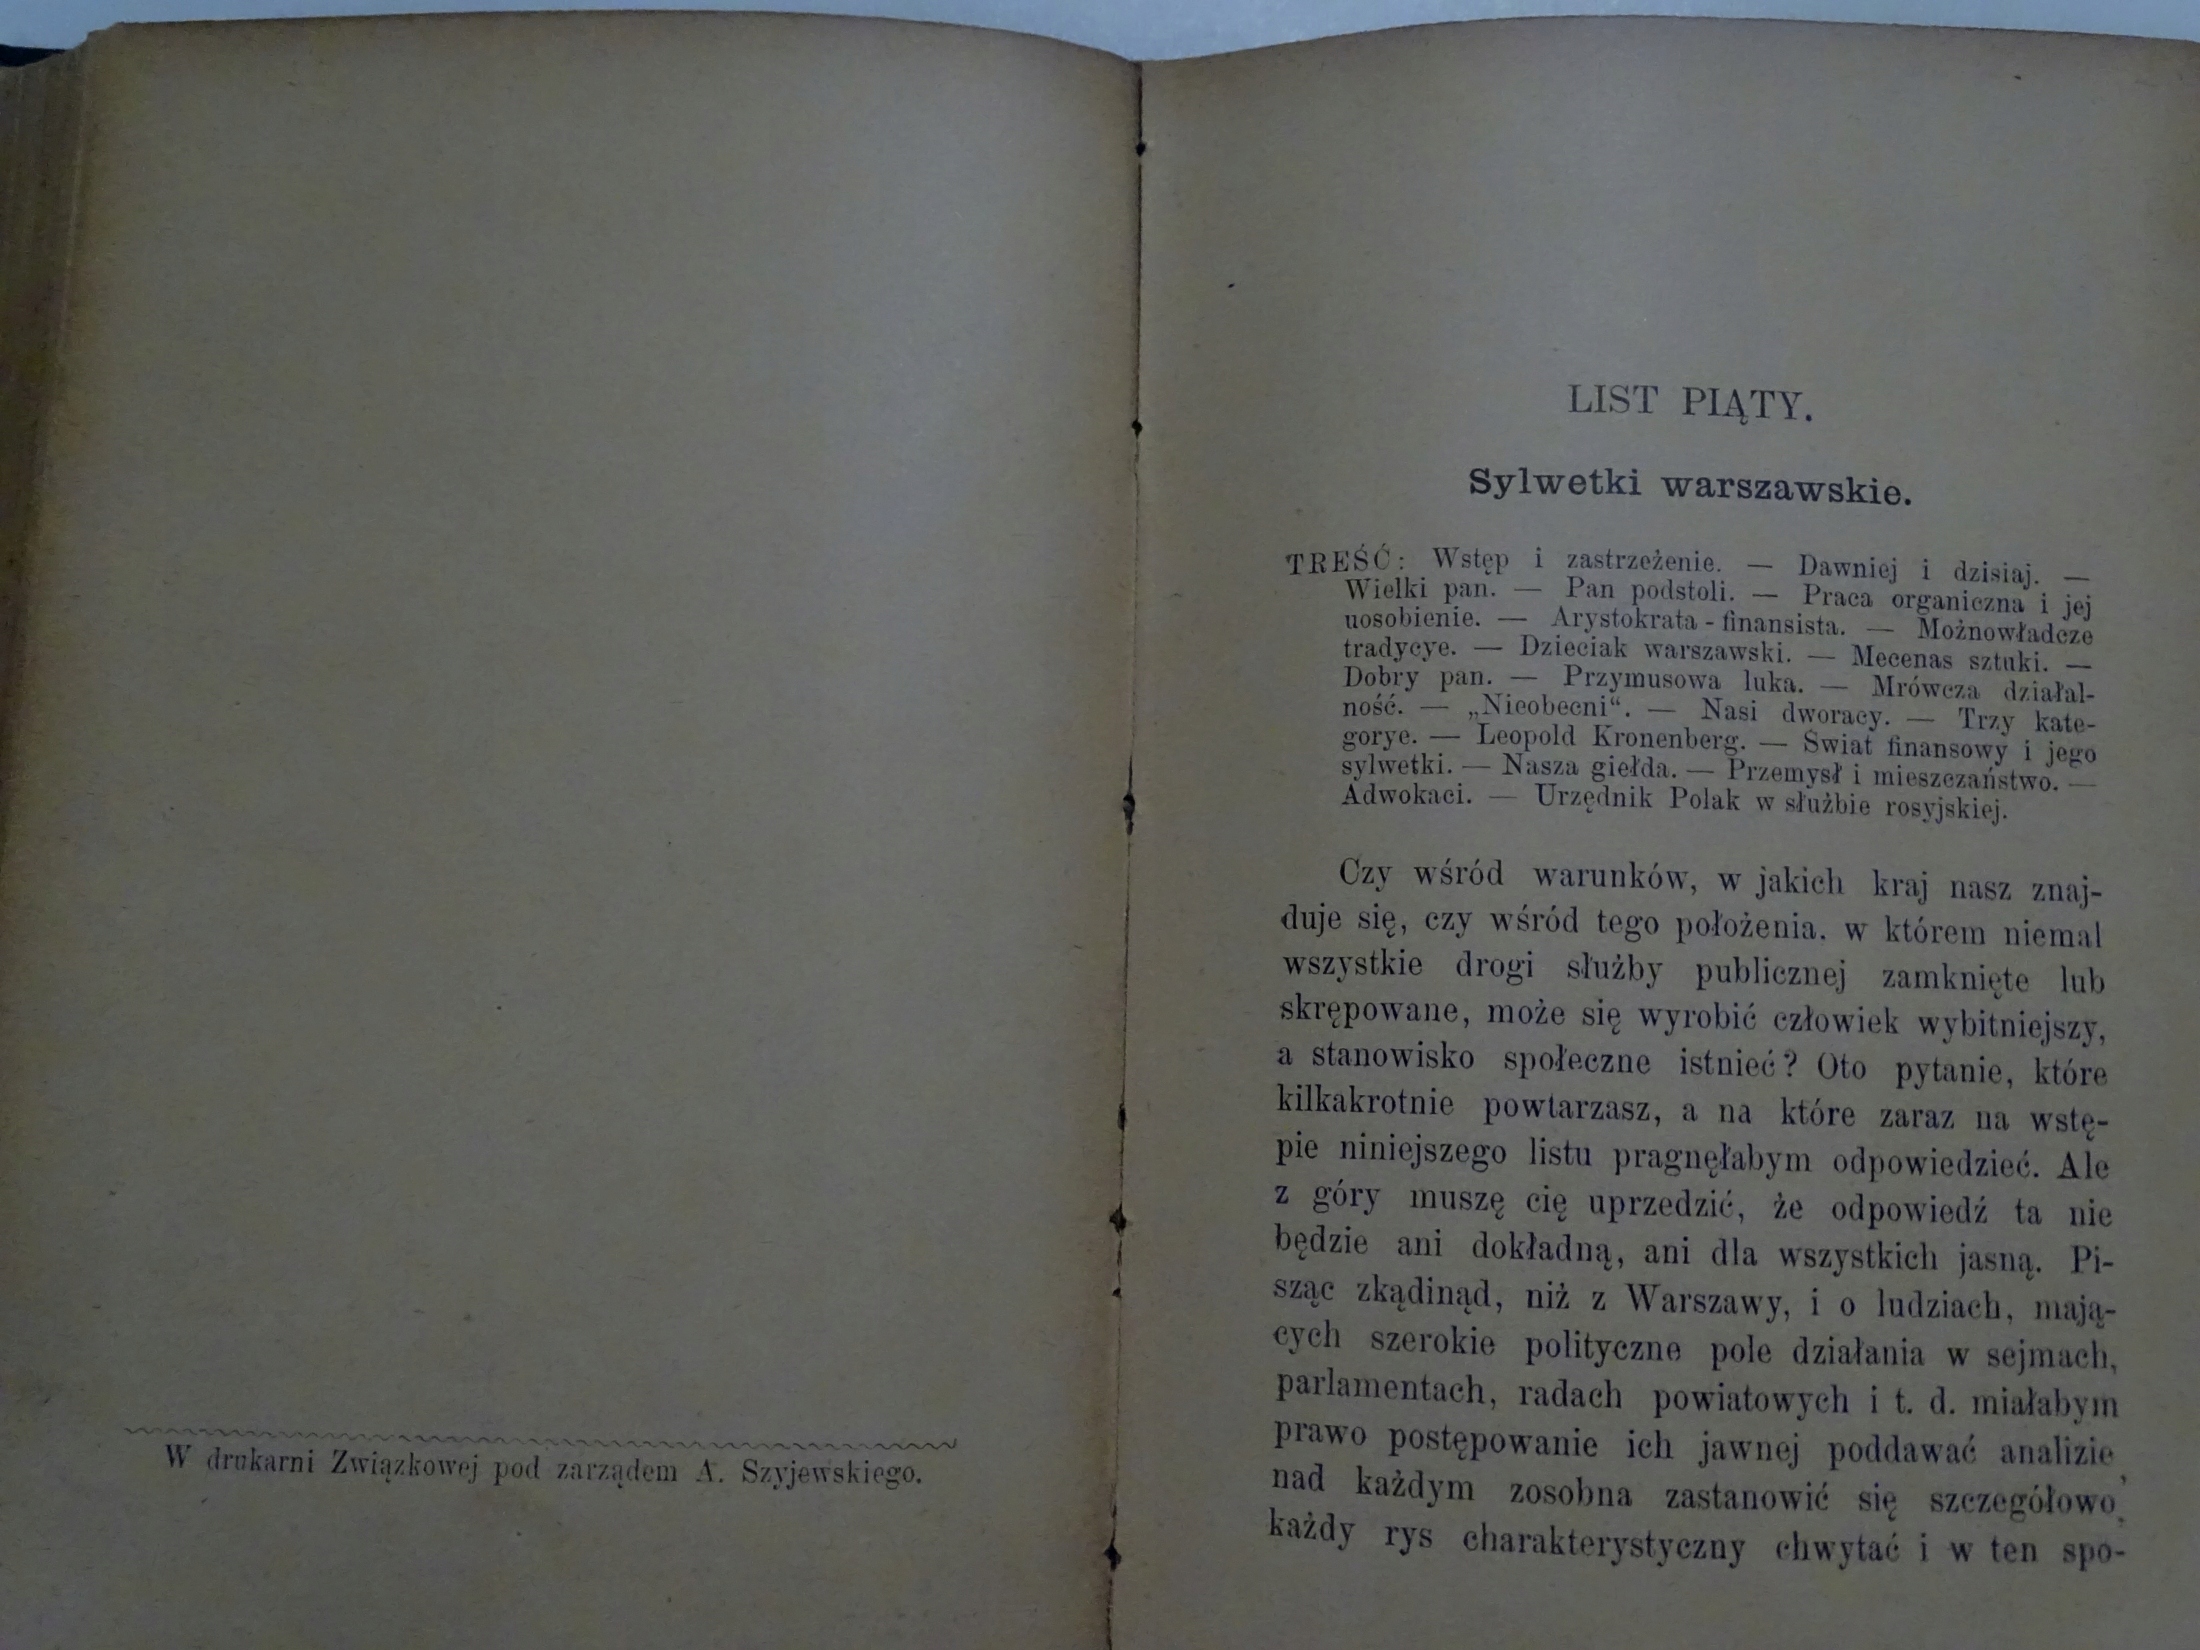 W drukarni Związkowej pod zarządem A. Szyjewskiego.
LIST PIĄTY.
Sylwetki warszawskie.
TREŚĆ: Wstęp i zastrzeżenie. — Dawniej i dzisiaj. —
Wielki pan. — Pan podstoli. — Praca organiczna i jej
uosobienie. — Arystokrata - finansista. — Możnowładcze
tradycye. — Dzieciak warszawski. — Mecenas sztuki. —
Dobry pan. — Przymusowa luka. — Mrówcza działal-
ność. — „Nieobecni“. — Nasi dworacy. — Trzy kate-
gorye. — Leopold Kronenberg. — Świat finansowy i jego
sylwetki. — Nasza giełda. — Przemysł i mieszczaństwo. —
Adwokaci. — Urzędnik Polak w służbie rosyjskiej.
Czy wśród warunków, w jakich kraj nasz znaj-
duje się, czy wśród tego położenia. w którem niemal
wszystkie drogi służby publicznej zamknięte lub
skrępowane, może się wyrobić człowiek wybitniejszy,
a stanowisko społeczne istnieć? Oto pytanie, które
kilkakrotnie powtarzasz, a na które zaraz na wstę-
pie niniejszego listu pragnęłabym odpowiedzieć. Ale
z góry muszę cię uprzedzić, że odpowiedź ta nie
będzie ani dokładną, ani dla wszystkich jasną. Pi-
sząc zkądinąd, niż z Warszawy, i o ludziach, mają-
cych szerokie polityczne pole działania w sejmach,
parlamentach, radach powiatowych i t. d. miałabym
prawo postępowanie ich jawnej poddawać analizie,
nad każdym zosobna zastanowić się szczegółowo,
każdy rys charakterystyczny chwytać i w ten spo-